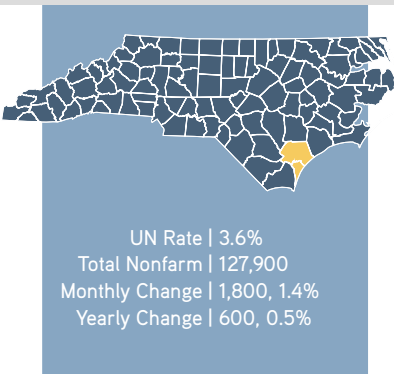 UN Rate | 3.6%
Total Nonfarm | 127,900
Monthly Change | 1,800, 1.4%
Yearly Change | 600, 0.5%